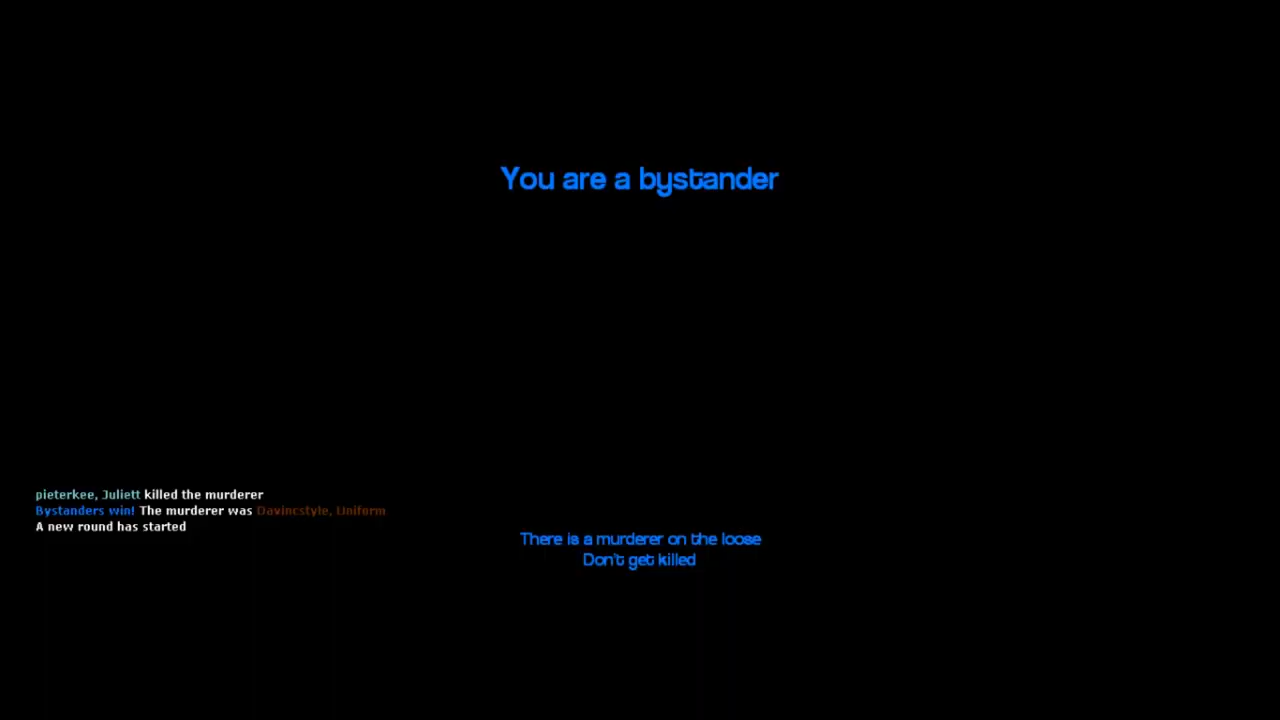 You are a bystander
pieterkee, Juliett killed the murderer
Bystanders win! The murderer was Davincstyle, Uniform
A new round has started
There is a murderer on the loose
Don't get killed